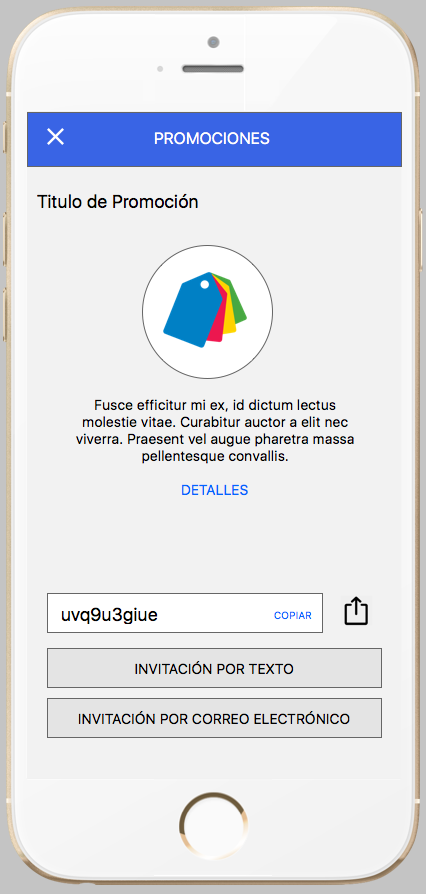 PROMOCIONES
Titulo de Promoción
Fusce efficitur mi ex, id dictum lectus
molestie vitae. Curabitur auctor a elit nec
viverra. Praesent vel augue pharetra massa
pellentesque convallis.
DETALLES
uvq9u3giue COPIAR
INVITACIÓN POR TEXTO
INVITACIÓN POR CORREO ELECTRÓNICO